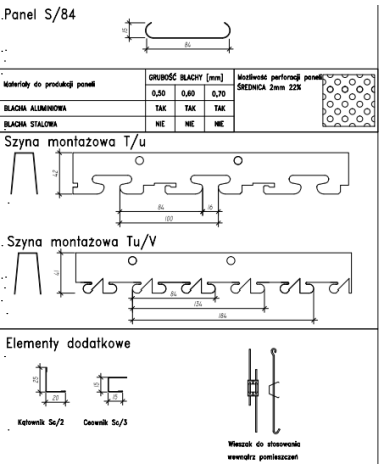 Panel S/84
15
84
Materiały do produkcji paneli
GRUBOŚĆ BLACHY [mm]
Możliwość perforacji paneli
ŚREDNICA 2mm 22%
0,50 0,60 0,70
BLACHA ALUMINIOWA TAK TAK TAK
BLACHA STALOWA NIE NIE NIE
Szyna montażowa T/u
42
84 16
100
Szyna montażowa Tu/V
41
84
134
184
Elementy dodatkowe
25
20
15
15
Kątownik Sc/2
Ceownik Sc/3
Wieszak do stosowania
wewnątrz pomieszczeń